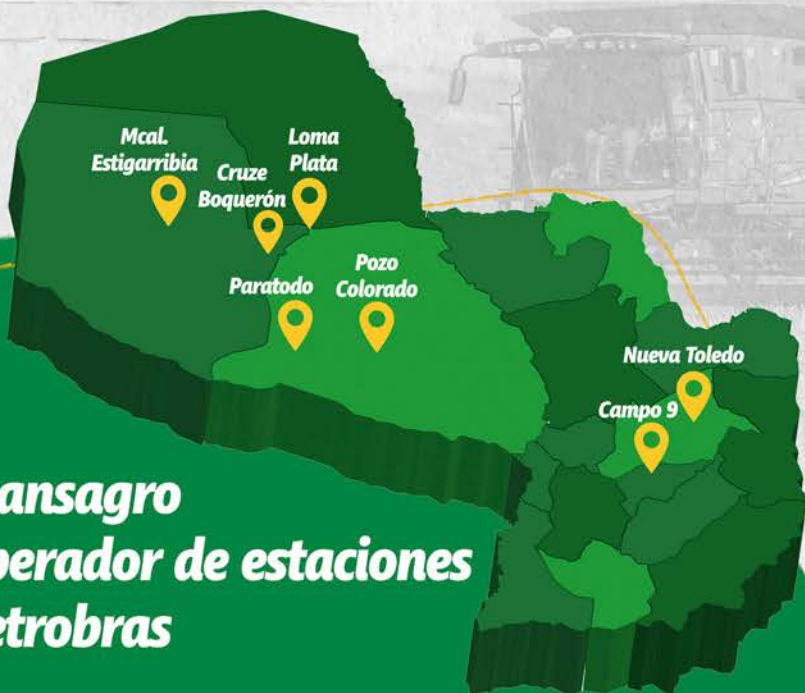 Mcal.
Estigarribia
Cruze
Boquerón
Loma
Plata
Paratodo
Pozo
Colorado
Nueva Toledo
Campo 9
ansagro
perador de estaciones
etrobras